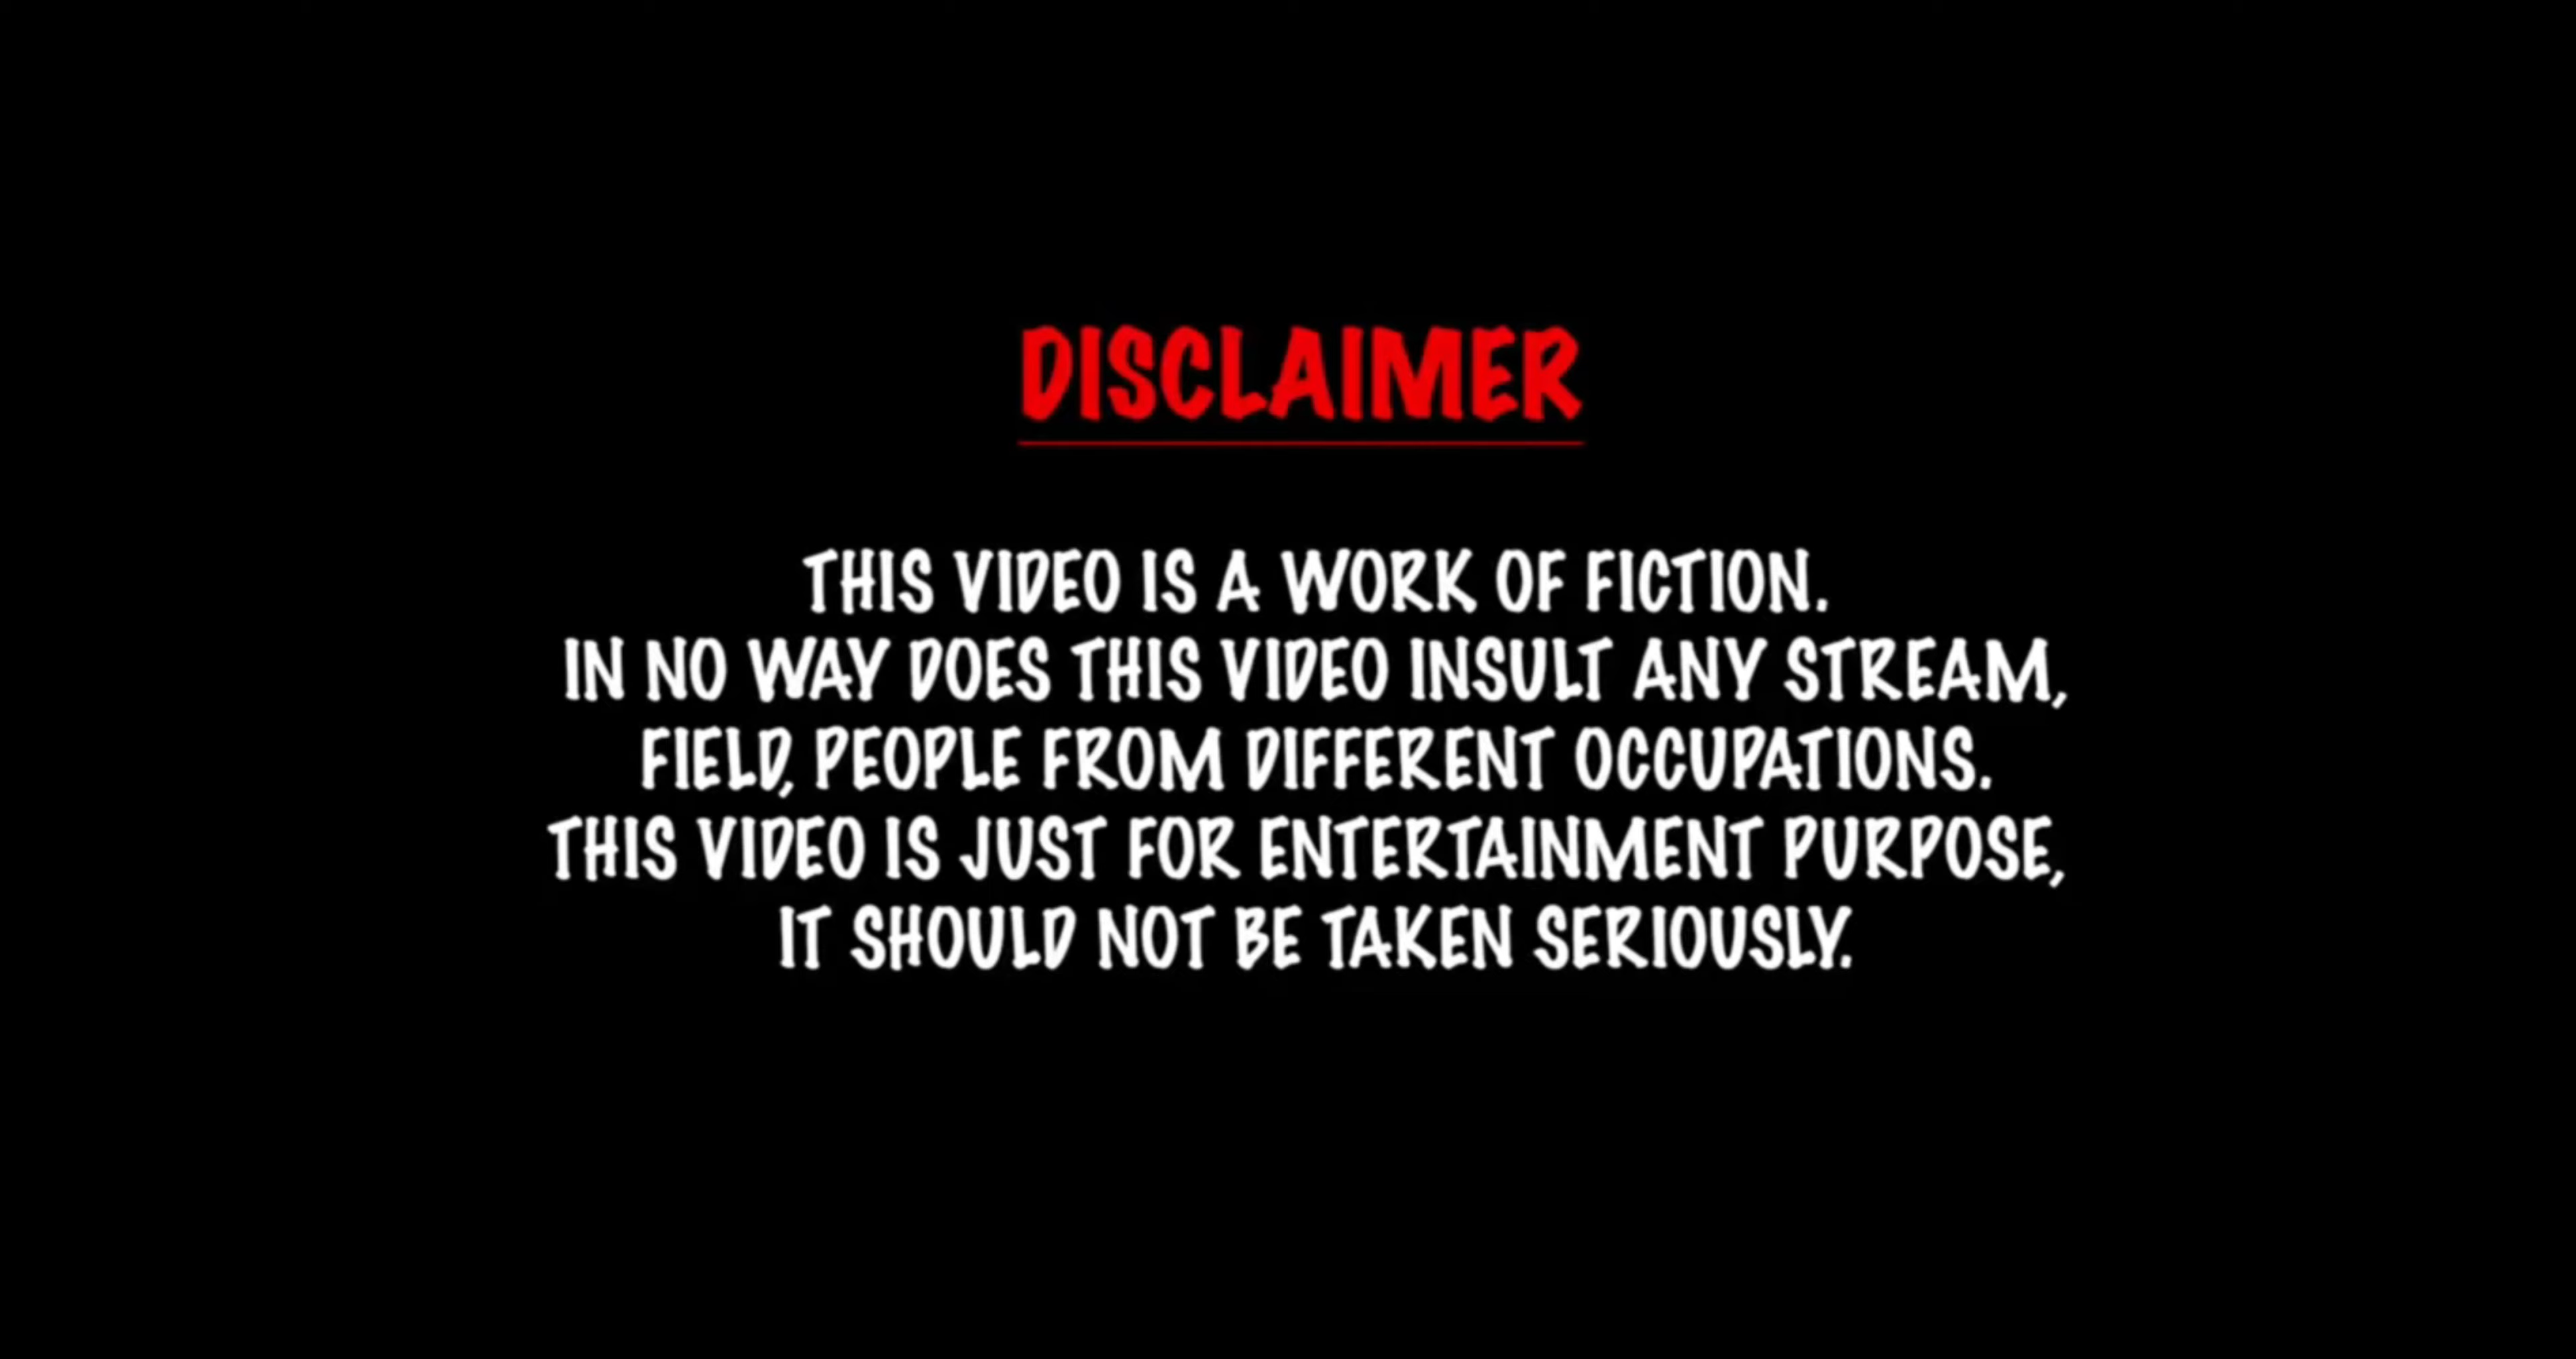 DISCLAIMER
THIS VIDEO IS A WORK OF FICTION.
IN NO WAY DOES THIS VIDEO INSULT ANY STREAM,
FIELD, PEOPLE FROM DIFFERENT OCCUPATIONS.
THIS VIDEO IS JUST FOR ENTERTAINMENT PURPOSE,
IT SHOULD NOT BE TAKEN SERIOUSLY.